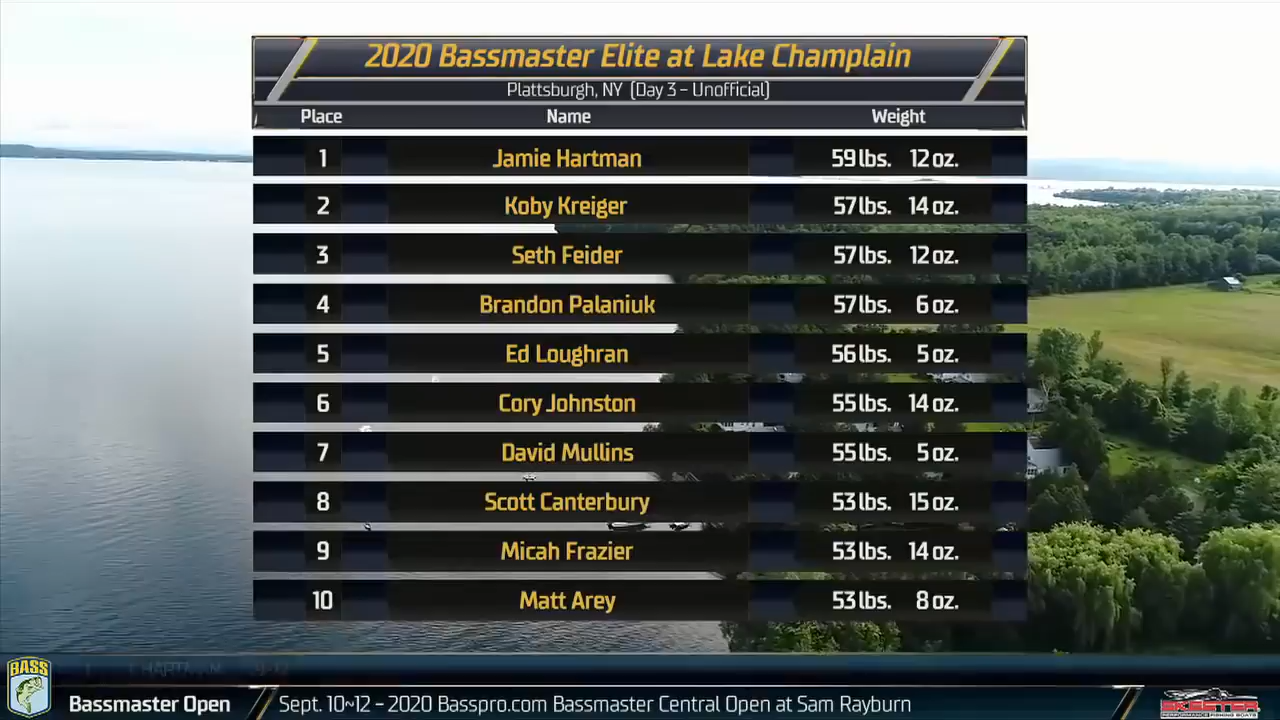 2020 Bassmaster Elite at Lake Champlain
Plattsburgh, NY (Day 3 - Unofficial)
Place Name Weight
1 Jamie Hartman 59 lbs. 12 oz.
2 Koby Kreiger 57 lbs. 14 oz.
3 Seth Feider 57 lbs. 12 oz.
4 Brandon Palaniuk 57 lbs. 6 oz.
5 Ed Loughran 56 lbs. 5 oz.
6 Cory Johnston 55 lbs. 14 oz.
7 David Mullins 55 lbs. 5 oz.
8 Scott Canterbury 53 lbs. 15 oz.
9 Micah Frazier 53 lbs. 14 oz.
10 Matt Arey 53 lbs. 8 oz.
BASS
Bassmaster Open Sept. 10~12 - 2020 Basspro.com Bassmaster Central Open at Sam Rayburn
SKEETER
PERFORMANCE FISHING BOATS